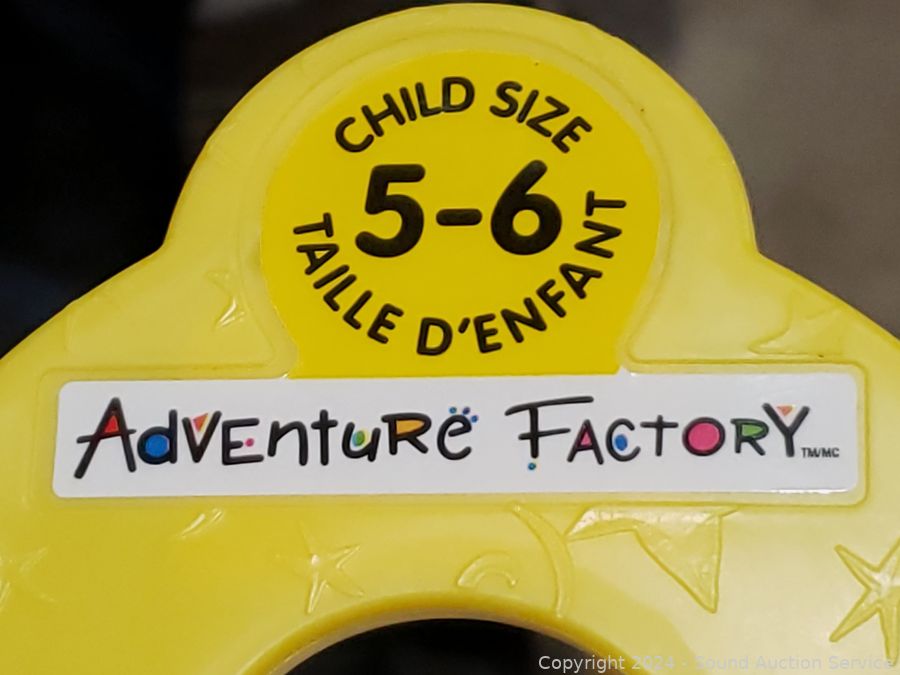 CHILD SIZE
5-6
TAILLE D'ENFANT
ADVENTURE FACTORY TM/MC
Copyright 2024 - Sound Auction Service